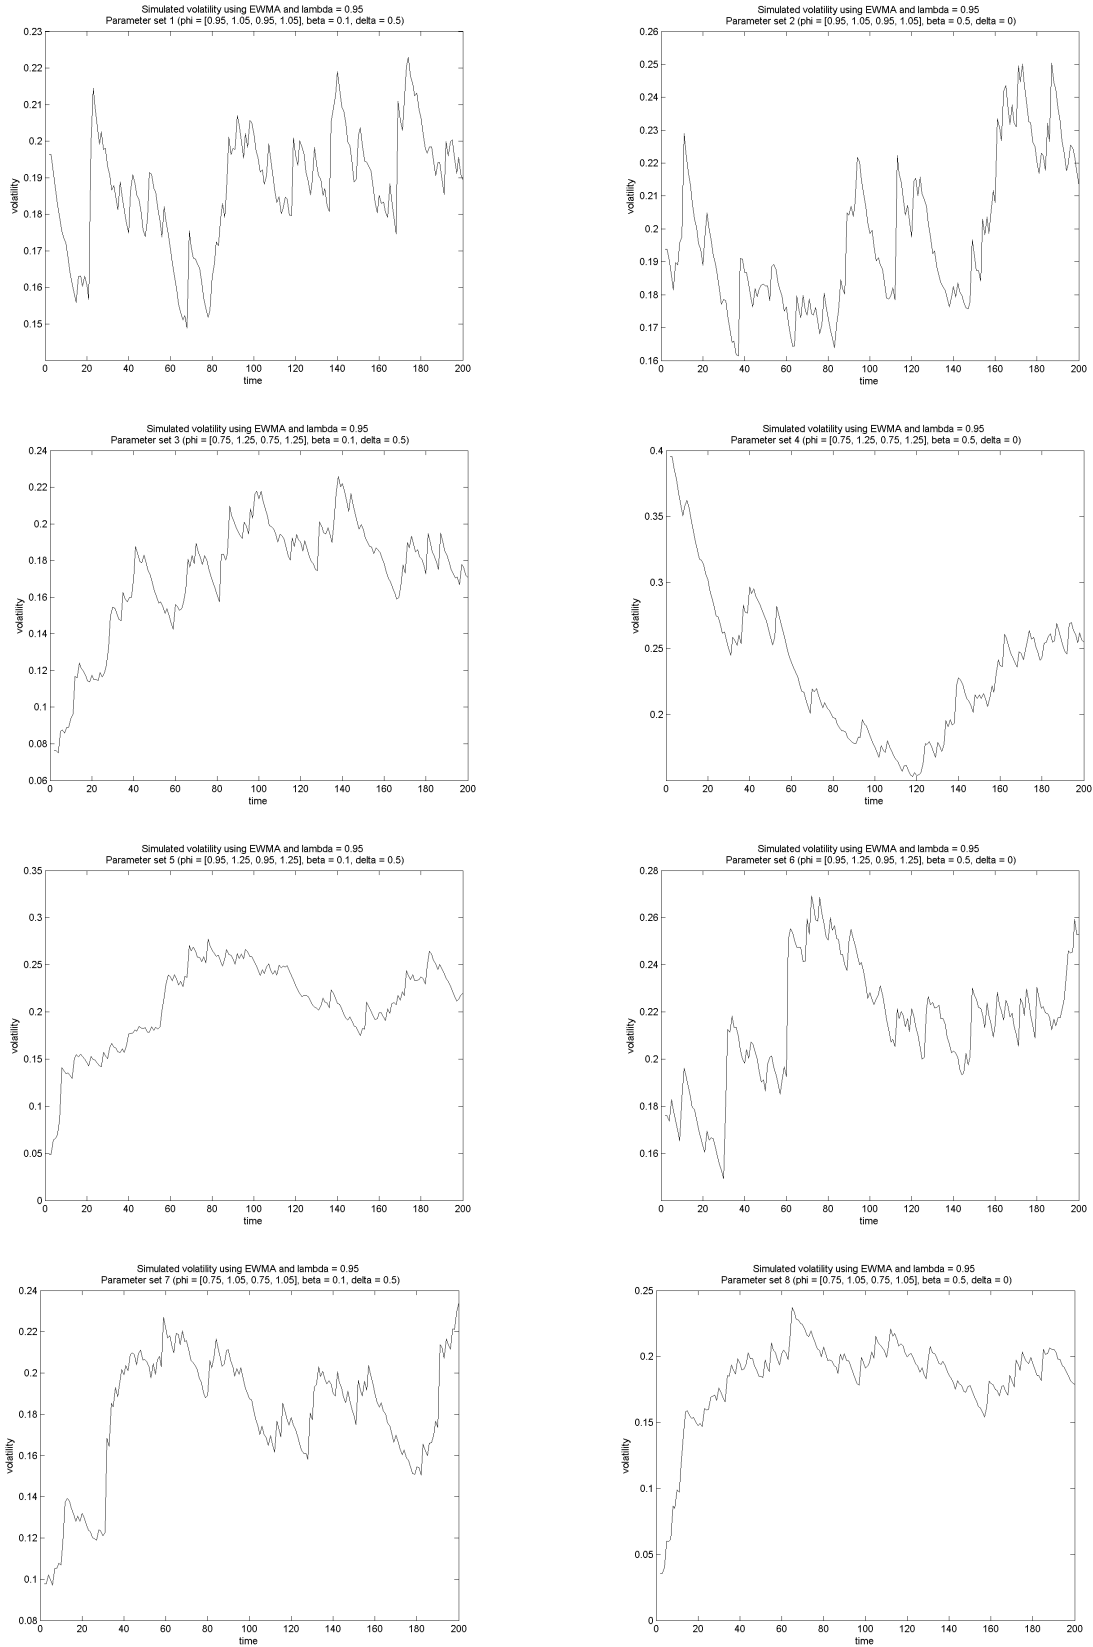 Simulated volatility using EWMA and lambda = 0.95
Parameter set 1 (phi = [0.95, 1.05, 0.95, 1.05], beta = 0.1, delta = 0.5)
0.23
0.22
0.21
0.2
0.19
0.18
0.17
0.16
0.15
volatility
0 20 40 60 80 100 120 140 160 180 200
time
Simulated volatility using EWMA and lambda = 0.95
Parameter set 2 (phi = [0.95, 1.05, 0.95, 1.05], beta = 0.5, delta = 0)
0.26
0.25
0.24
0.23
0.22
0.21
0.2
0.19
0.18
0.17
0.16
volatility
0 20 40 60 80 100 120 140 160 180 200
time
Simulated volatility using EWMA and lambda = 0.95
Parameter set 3 (phi = [0.75, 1.25, 0.75, 1.25], beta = 0.1, delta = 0.5)
0.24
0.22
0.2
0.18
0.16
0.14
0.12
0.1
0.08
0.06
volatility
0 20 40 60 80 100 120 140 160 180 200
time
Simulated volatility using EWMA and lambda = 0.95
Parameter set 4 (phi = [0.75, 1.25, 0.75, 1.25], beta = 0.5, delta = 0)
0.4
0.35
0.3
0.25
0.2
volatility
0 20 40 60 80 100 120 140 160 180 200
time
Simulated volatility using EWMA and lambda = 0.95
Parameter set 5 (phi = [0.95, 1.25, 0.95, 1.25], beta = 0.1, delta = 0.5)
0.35
0.3
0.25
0.2
0.15
0.1
0.05
0
volatility
0 20 40 60 80 100 120 140 160 180 200
time
Simulated volatility using EWMA and lambda = 0.95
Parameter set 6 (phi = [0.95, 1.25, 0.95, 1.25], beta = 0.5, delta = 0)
0.28
0.26
0.24
0.22
0.2
0.18
0.16
volatility
0 20 40 60 80 100 120 140 160 180 200
time
Simulated volatility using EWMA and lambda = 0.95
Parameter set 7 (phi = [0.75, 1.05, 0.75, 1.05], beta = 0.1, delta = 0.5)
0.24
0.22
0.2
0.18
0.16
0.14
0.12
0.1
0.08
volatility
0 20 40 60 80 100 120 140 160 180 200
time
Simulated volatility using EWMA and lambda = 0.95
Parameter set 8 (phi = [0.75, 1.05, 0.75, 1.05], beta = 0.5, delta = 0)
0.25
0.2
0.15
0.1
0.05
0
volatility
0 20 40 60 80 100 120 140 160 180 200
time